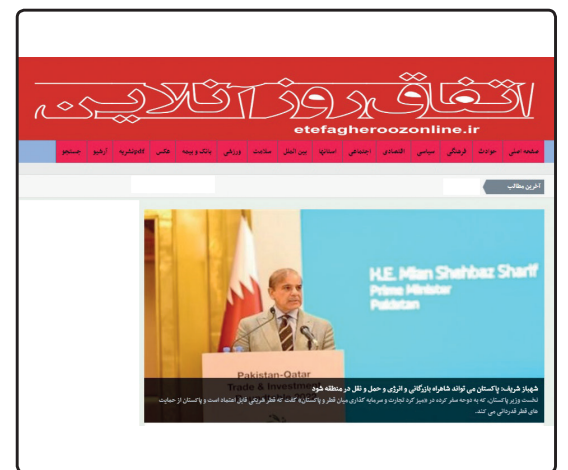 اتفاق روز آنلاین
etefagheroozonline.ir
صفحه اصلی حوادث فرهنگی سیاسی اقتصادی اجتماعی استانها بین الملل سلامت ورزشی بانک و بیمه عکس pdfنشریه آرشیو جستجو
آخرین مطالب
H.E. Mian Shehbaz Sharif
Prime Minister
Pakistan
Pakistan-Qatar
Trade & Investment
شهباز شریف: پاکستان می تواند شاهراه بازرگانی و انرژی و حمل و نقل در منطقه شود
نخست وزیر پاکستان، که به دوحه سفر کرده در «میز گرد تجارت و سرمایه گذاری میان قطر و پاکستان» گفت که قطر شریکی قابل اعتماد است و پاکستان از حمایت
های قطر قدردانی می کند.